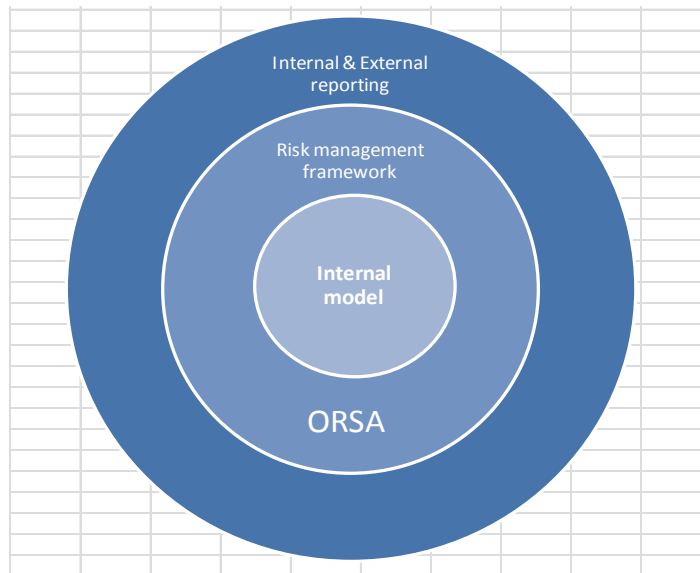 Internal & External
reporting
Risk management
framework
Internal
model
ORSA